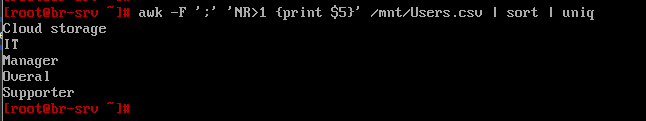 [root@br-srv ~]# awk -F ';' 'NR>1 {print $5}' /mnt/Users.csv | sort | uniq
Cloud storage
IT
Manager
Overal
Supporter
[root@br-srv ~]#